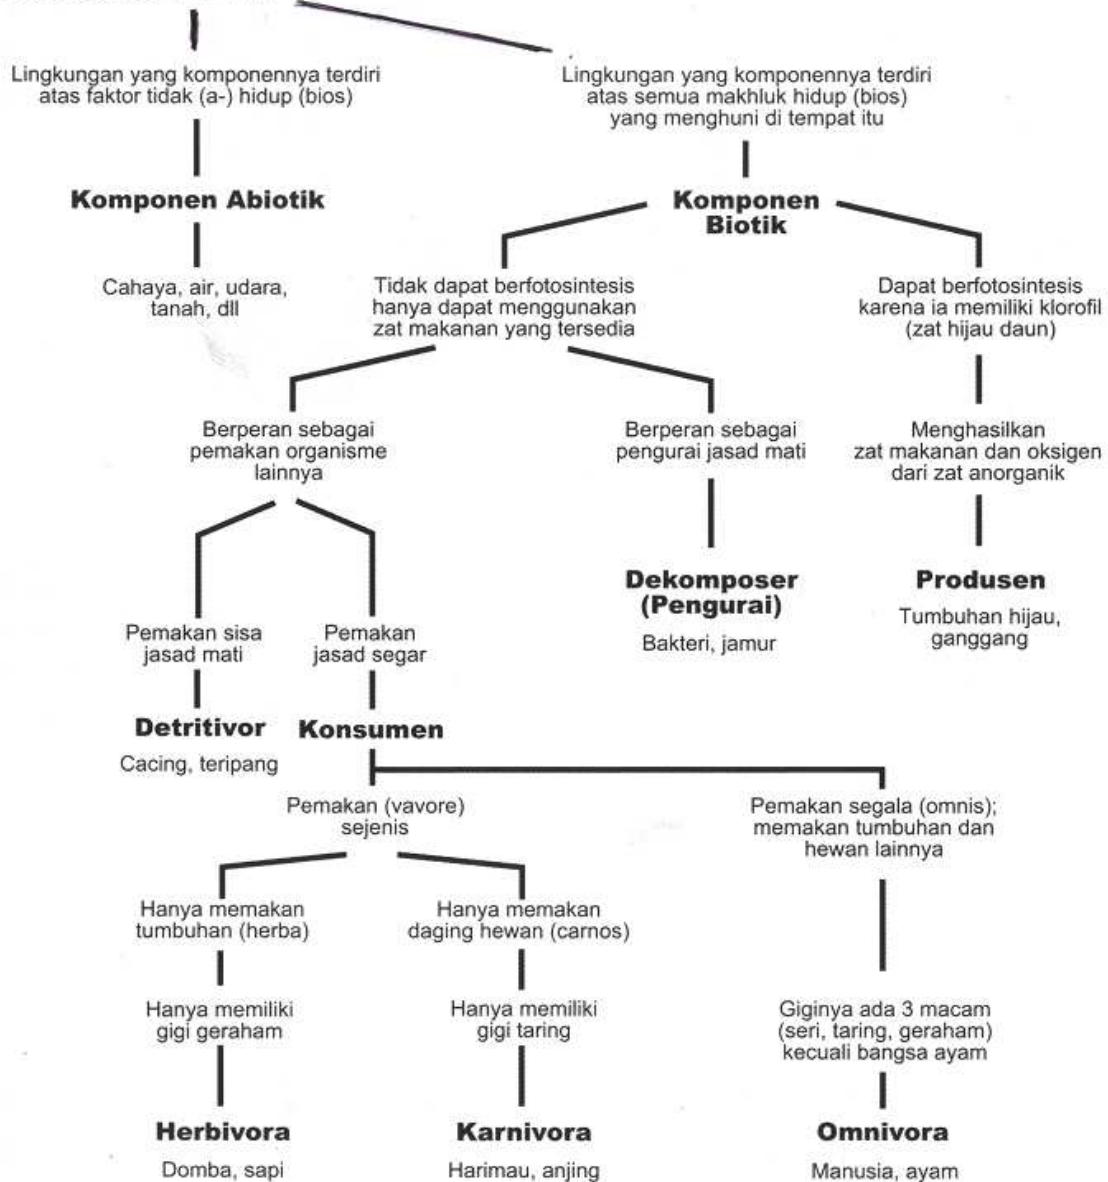 Lingkungan yang komponennya terdiri
atas faktor tidak (a-) hidup (bios)
Lingkungan yang komponennya terdiri
atas semua makhluk hidup (bios)
yang menghuni di tempat itu
Komponen Abiotik
Komponen
Biotik
Cahaya, air, udara,
tanah, dll
Tidak dapat berfotosintesis
hanya dapat menggunakan
zat makanan yang tersedia
Dapat berfotosintesis
karena ia memiliki klorofil
(zat hijau daun)
Berperan sebagai
pemakan organisme
lainnya
Berperan sebagai
pengurai jasad mati
Menghasilkan
zat makanan dan oksigen
dari zat anorganik
Dekomposer
(Pengurai)
Bakteri, jamur
Produsen
Tumbuhan hijau,
ganggang
Pemakan sisa
jasad mati
Pemakan
jasad segar
Detritivor
Cacing, teripang
Konsumen
Pemakan (vavore)
sejenis
Pemakan segala (omnis);
memakan tumbuhan dan
hewan lainnya
Hanya memakan
tumbuhan (herba)
Hanya memakan
daging hewan (carnos)
Hanya memiliki
gigi geraham
Hanya memiliki
gigi taring
Giginya ada 3 macam
(seri, taring, geraham)
kecuali bangsa ayam
Herbivora
Domba, sapi
Karnivora
Harimau, anjing
Omnivora
Manusia, ayam